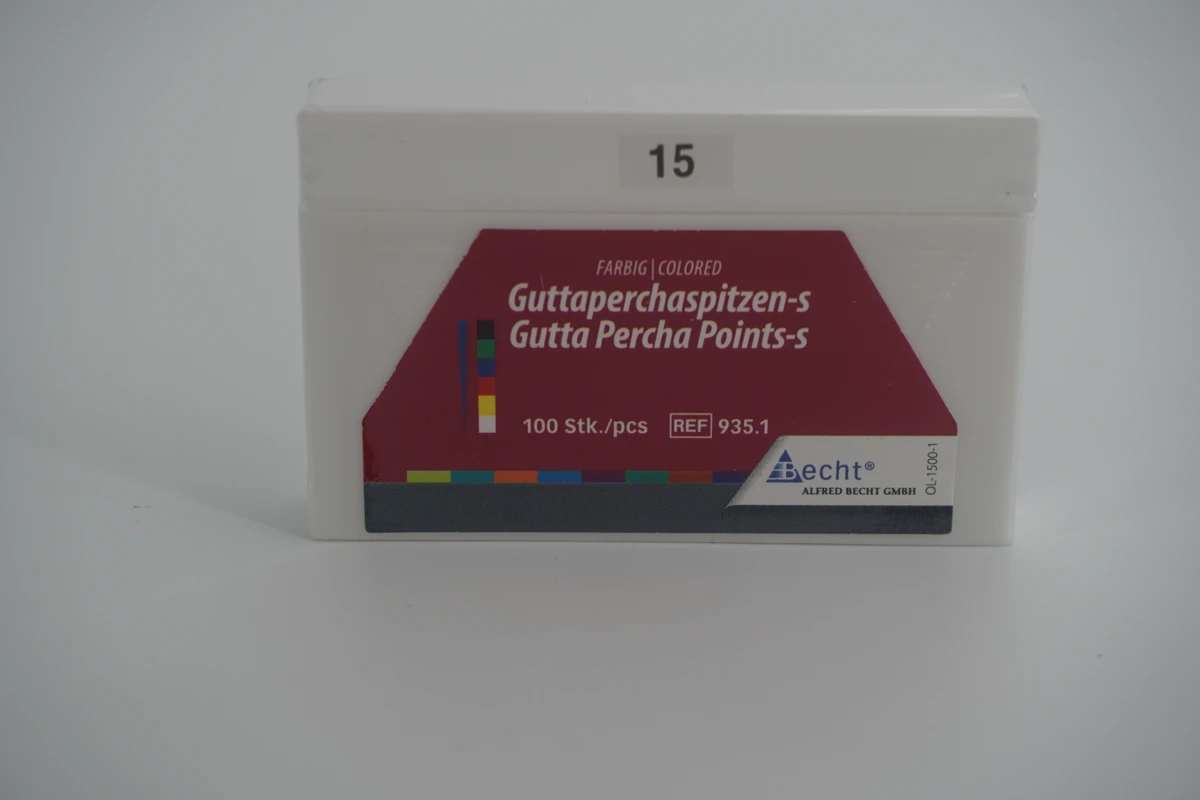 15
FARBIG|COLORED
Guttaperchaspitzen-s
Gutta Percha Points-s
100 Stk./pcs REF 935.1
Becht®
ALFRED BECHT GMBH
OL-1500-1